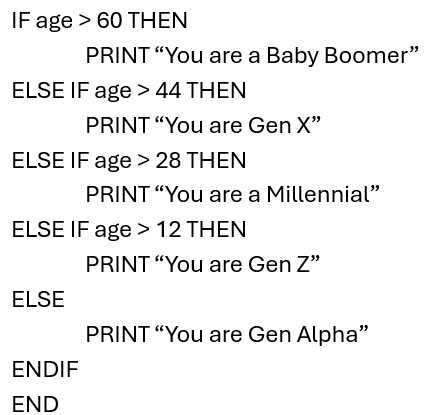 IF age > 60 THEN
PRINT “You are a Baby Boomer”
ELSE IF age > 44 THEN
PRINT “You are Gen X”
ELSE IF age > 28 THEN
PRINT “You are a Millennial”
ELSE IF age > 12 THEN
PRINT “You are Gen Z”
ELSE
PRINT “You are Gen Alpha”
ENDIF
END